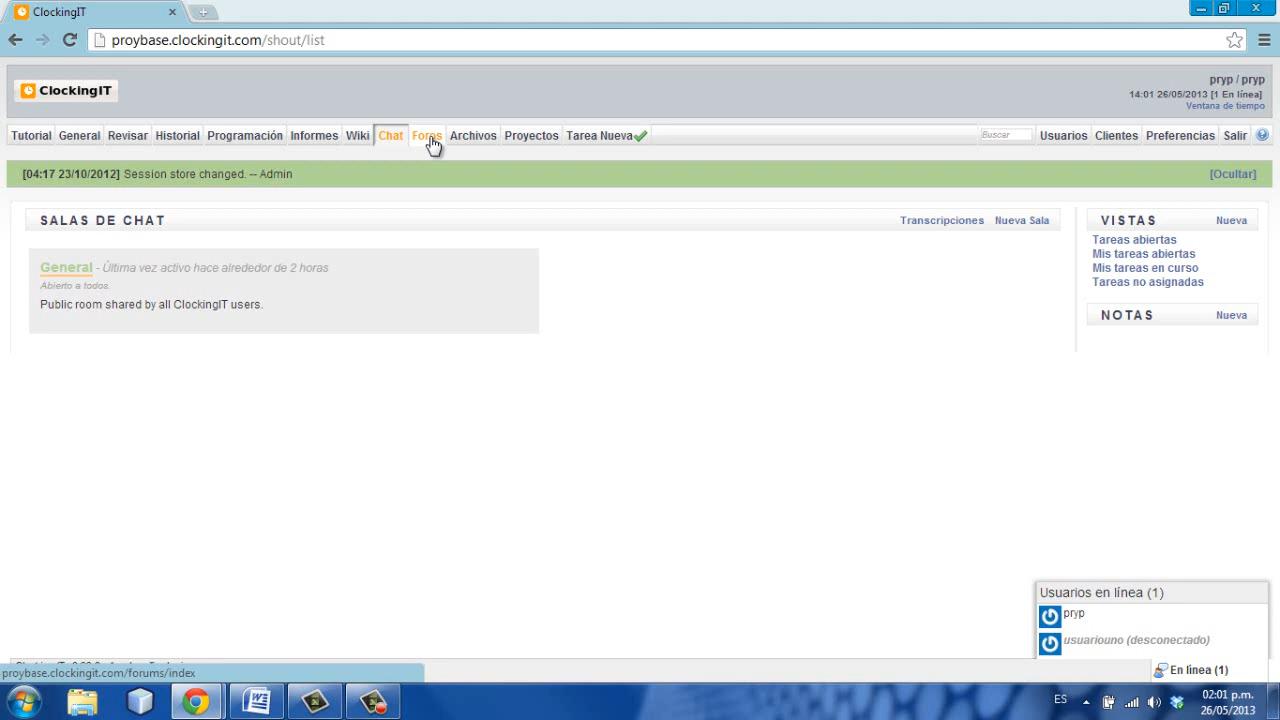 ClockingIT
proybase.clockingit.com/shout/list
ClockingIT
pryp / pryp
14:01 26/05/2013 [1 En línea]
Ventana de tiempo
Tutorial General Revisar Historial Programación Informes Wiki Chat Foros Archivos Proyectos Tarea Nueva Buscar Usuarios Clientes Preferencias Salir
[04:17 23/10/2012] Session store changed. -- Admin [Ocultar]
SALAS DE CHAT Transcripciones Nueva Sala
VISTAS Nueva
General - Última vez activo hace alrededor de 2 horas
Abierto a todos.
Public room shared by all ClockingIT users.
Tareas abiertas
Mis tareas abiertas
Mis tareas en curso
Tareas no asignadas
NOTAS Nueva
Usuarios en línea (1)
pryp
usuariouno (desconectado)
En línea (1)
proybase.clockingit.com/forums/index
ES
02:01 p.m.
26/05/2013